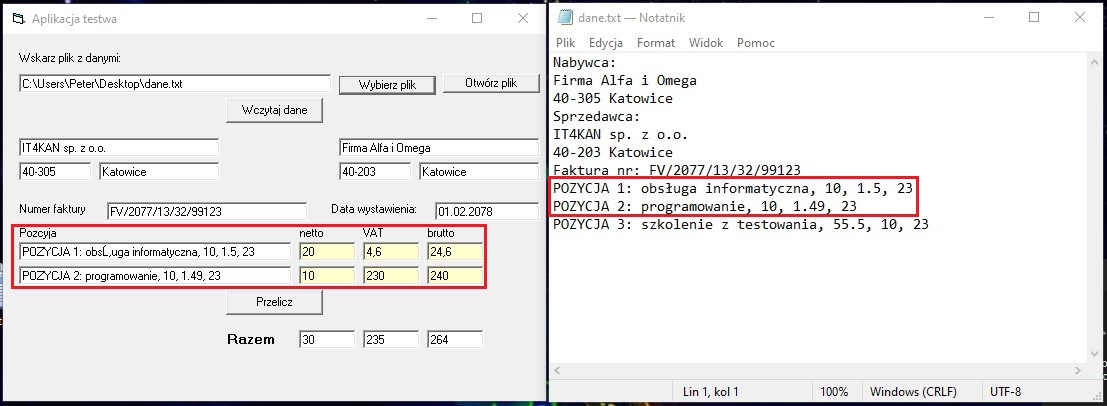 Aplikacja testwa
Wskarz plik z danymi:
C:\Users\Peter\Desktop\dane.txt
Wybierz plik
Otwórz plik
Wczytaj dane
IT4KAN sp. z o.o.
Firma Alfa i Omega
40-305
Katowice
40-203
Katowice
Numer faktury
FV/2077/13/32/99123
Data wystawienia:
01.02.2078
Pozycyja
netto
VAT
brutto
POZYCJA 1: obsĹ‚uga informatyczna, 10, 1.5, 23
20
4,6
24,6
POZYCJA 2: programowanie, 10, 1.49, 23
10
230
240
Przelicz
Razem
30
235
264
dane.txt — Notatnik
Plik Edycja Format Widok Pomoc
Nabywca:
Firma Alfa i Omega
40-305 Katowice
Sprzedawca:
IT4KAN sp. z o.o.
40-203 Katowice
Faktura nr: FV/2077/13/32/99123
POZYCJA 1: obsługa informatyczna, 10, 1.5, 23
POZYCJA 2: programowanie, 10, 1.49, 23
POZYCJA 3: szkolenie z testowania, 55.5, 10, 23
Lin 1, kol 1
100%
Windows (CRLF)
UTF-8